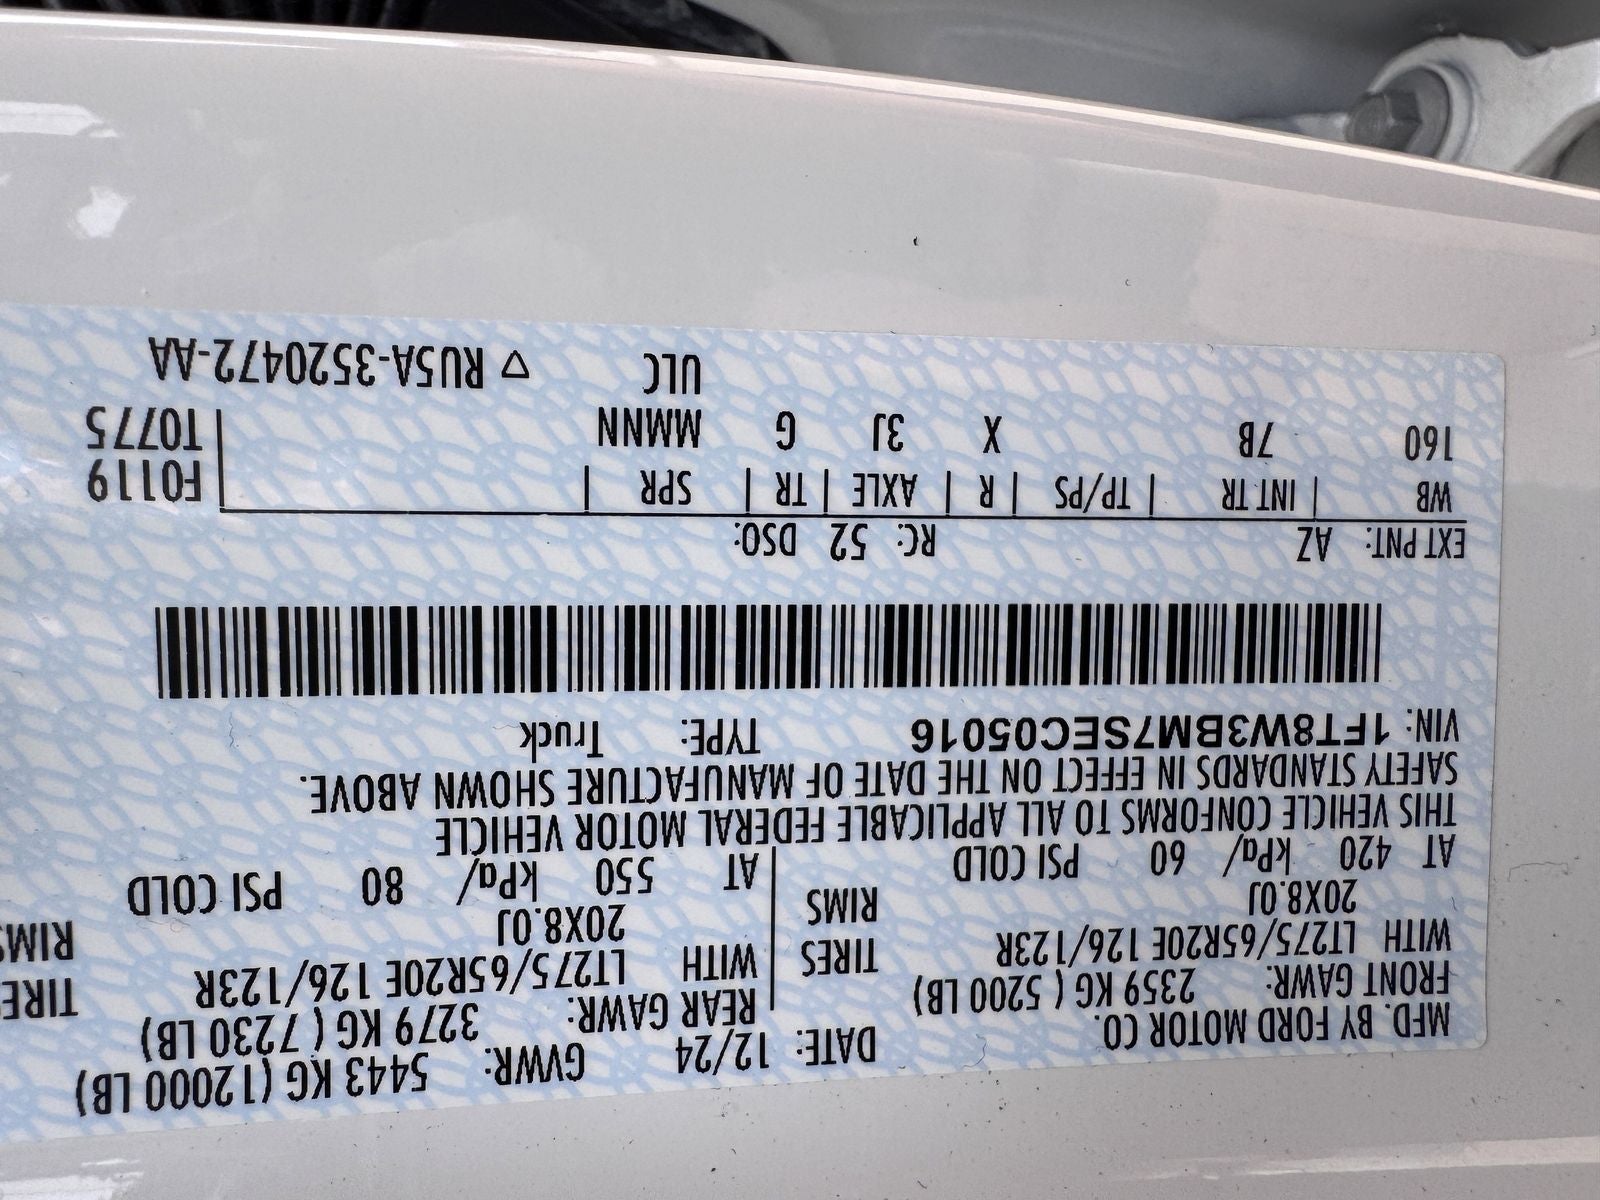 MFD. BY FORD MOTOR CO.
DATE: 12/24 GVWR: 5443 KG (12000 LB)
FRONT GAWR: 2359 KG (5200 LB) REAR GAWR: 3279 KG (7230 LB)
WITH LT275/65R20E 126/123R TIRES WITH LT275/65R20E 126/123R TIRE
20X8.0J RIMS 20X8.0J RIMS
AT 420 kPa/ 60 PSI COLD AT 550 kPa/ 80 PSI COLD
THIS VEHICLE CONFORMS TO ALL APPLICABLE FEDERAL MOTOR VEHICLE
SAFETY STANDARDS IN EFFECT ON THE DATE OF MANUFACTURE SHOWN ABOVE.
VIN: 1FT8W3BM7SEC05016 TYPE: Truck
EXT PNT: AZ RC: 52 DSO:
WB | INT TR | TP/PS | R | AXLE | TR | SPR | F0119
160 7B X 3J G MMNN T0775
ULC ▽ RU5A-3520472-AA